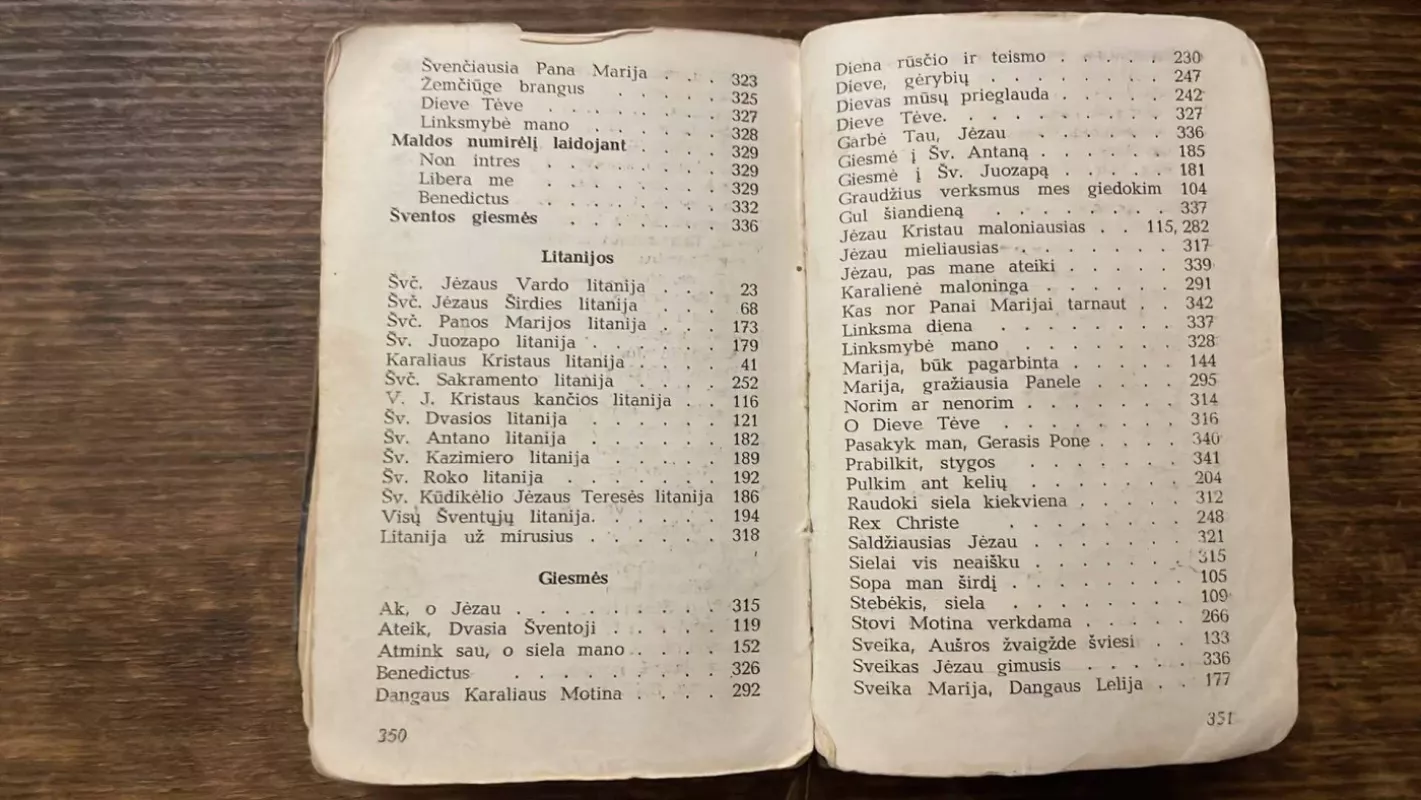 Švenčiausia Pana Marija . . . 323
Žemčiūge brangus . . . . . 325
Dieve Tėve . . . . . . . . 327
Linksmybė mano . . . . . . 328
Maldos numirėlį laidojant . . . . 329
Non intres . . . . . . . . 329
Libera me . . . . . . . . 329
Benedictus . . . . . . . . 332
Šventos giesmės . . . . . . . 336
Litanijos
Švč. Jėzaus Vardo litanija . . . 23
Švč. Jėzaus Širdies litanija . . . . 68
Švč. Panos Marijos litanija . . . 173
Šv. Juozapo litanija . . . . . . 179
Karaliaus Kristaus litanija . . . . 41
Švč. Sakramento litanija . . . . 252
V. J. Kristaus kančios litanija . . 116
Šv. Dvasios litanija . . . . . . 121
Šv. Antano litanija . . . . . . 182
Šv. Kazimiero litanija . . . . . 189
Šv. Roko litanija . . . . . . . 192
Šv. Kūdikėlio Jėzaus Teresės litanija 186
Visų Šventųjų litanija. . . . . . 194
Litanija už mirusius . . . . . . 318
Giesmės
Ak, o Jėzau . . . . . . . . . 315
Ateik, Dvasia Šventoji . . . . . 119
Atmink sau, o siela mano . . . . 152
Benedictus . . . . . . . . . 326
Dangaus Karaliaus Motina . . . . 292
350
Diena rūsčio ir teismo . . . . . 230
Dieve, gėrybių . . . . . . . . 247
Dievas mūsų prieglauda . . . . . 242
Dieve Tėve. . . . . . . . . . 327
Garbė Tau, Jėzau . . . . . . 336
Giesmė į Šv. Antaną . . . . . . 185
Giesmė į Šv. Juozapą . . . . . 181
Graudžius verksmus mes giedokim 104
Gul šiandieną . . . . . . . . 337
Jėzau Kristau maloniausias . . 115, 282
Jėzau mieliausias . . . . . . . 317
Jėzau, pas mane ateiki . . . . . 339
Karalienė maloninga . . . . . . 291
Kas nor Panai Marijai tarnaut . . 342
Linksma diena . . . . . . . . 337
Linksmybė mano . . . . . . . 328
Marija, būk pagarbinta . . . . . 144
Marija, gražiausia Panele . . . . 295
Norim ar nenorim . . . . . . . 314
O Dieve Tėve . . . . . . . . 316
Pasakyk man, Gerasis Pone . . . . 340
Prabilkit, stygos . . . . . . . 341
Pulkim ant kelių . . . . . . . 204
Raudoki siela kiekviena . . . . . 312
Rex Christe . . . . . . . . 248
Saldžiausias Jėzau . . . . . . . 321
Sielai vis neaišku . . . . . . . 315
Sopa man širdį . . . . . . . . 105
Stebėkis, siela . . . . . . . . 109
Stovi Motina verkdama . . . . . 266
Sveika, Aušros žvaigžde šviesi . . 133
Sveikas Jėzau gimusis . . . . . 336
Sveika Marija, Dangaus Lelija . . 177
351